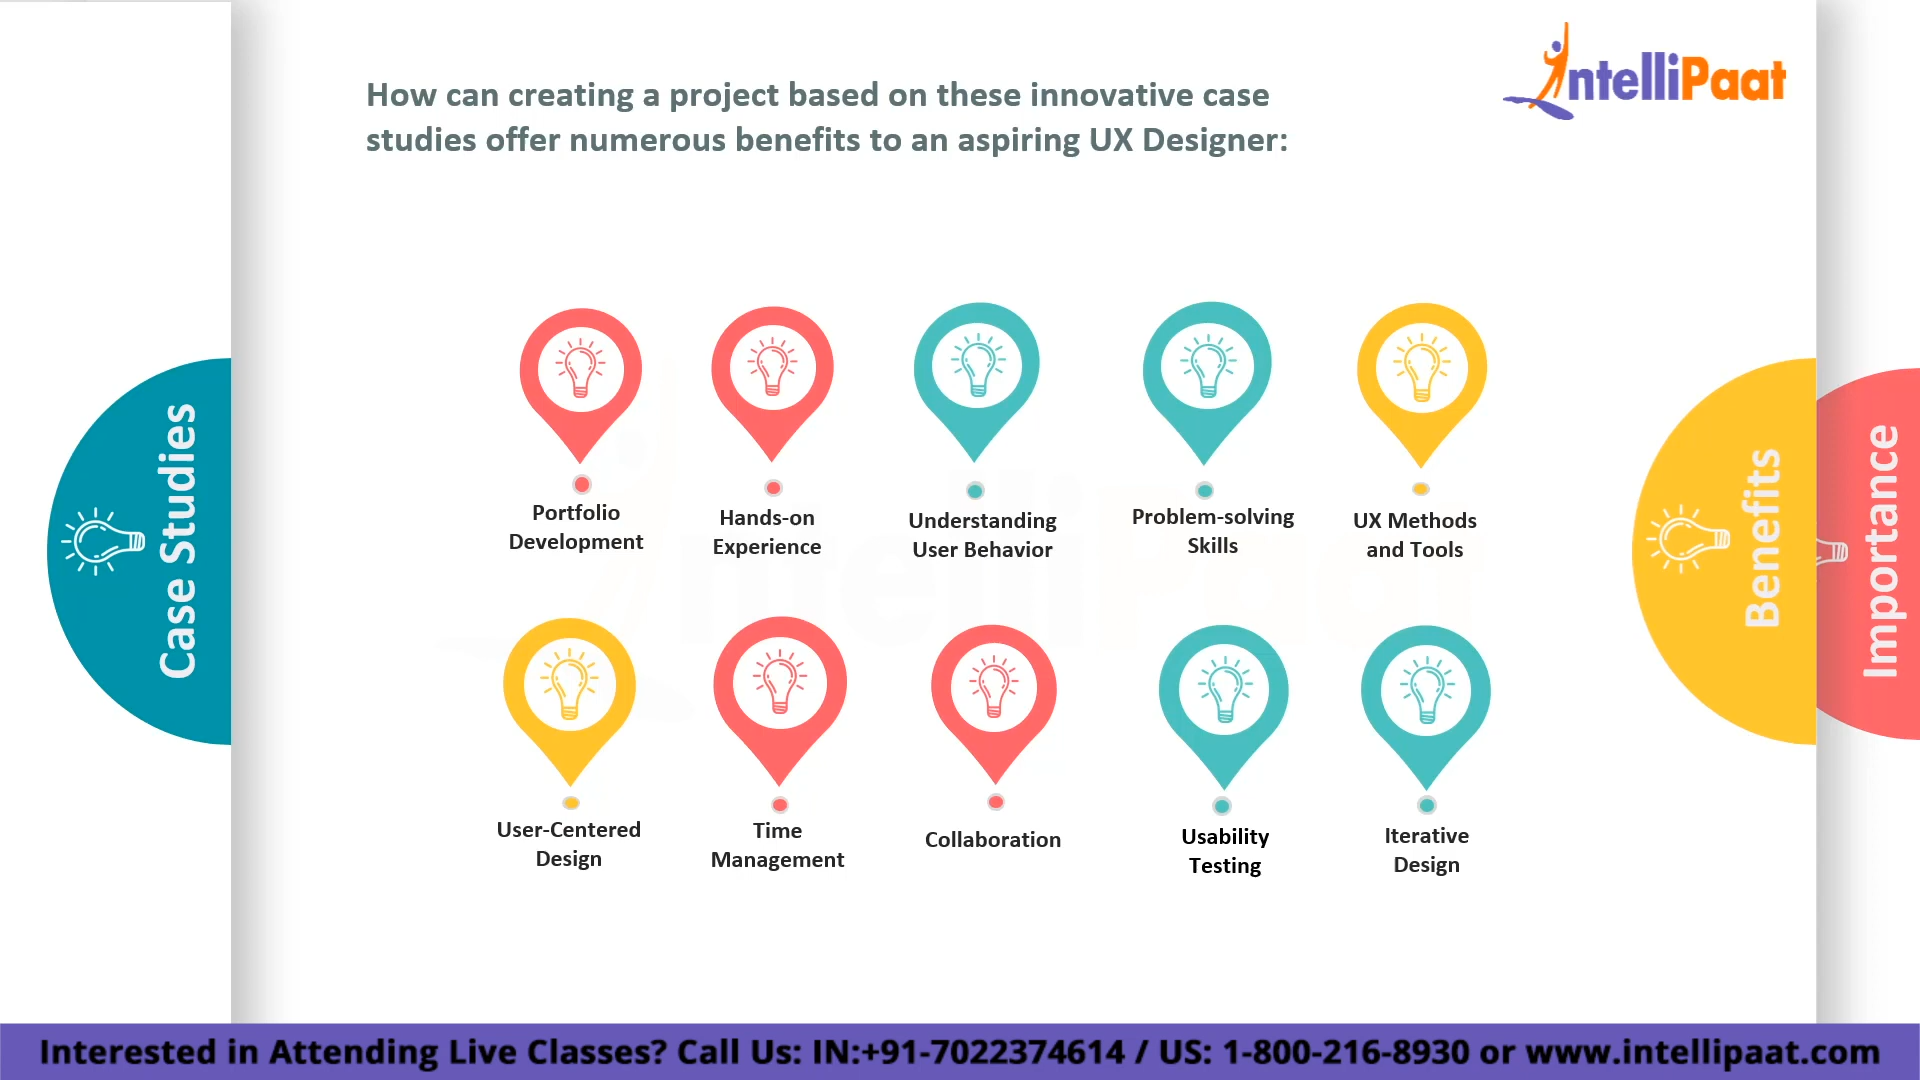 How can creating a project based on these innovative case
studies offer numerous benefits to an aspiring UX Designer:
IntelliPaat
Case Studies
Portfolio
Development
Hands-on
Experience
Understanding
User Behavior
Problem-solving
Skills
UX Methods
and Tools
User-Centered
Design
Time
Management
Collaboration
Usability
Testing
Iterative
Design
Benefits
Importance
Interested in Attending Live Classes? Call Us: IN:+91-7022374614 / US: 1-800-216-8930 or www.intellipaat.com